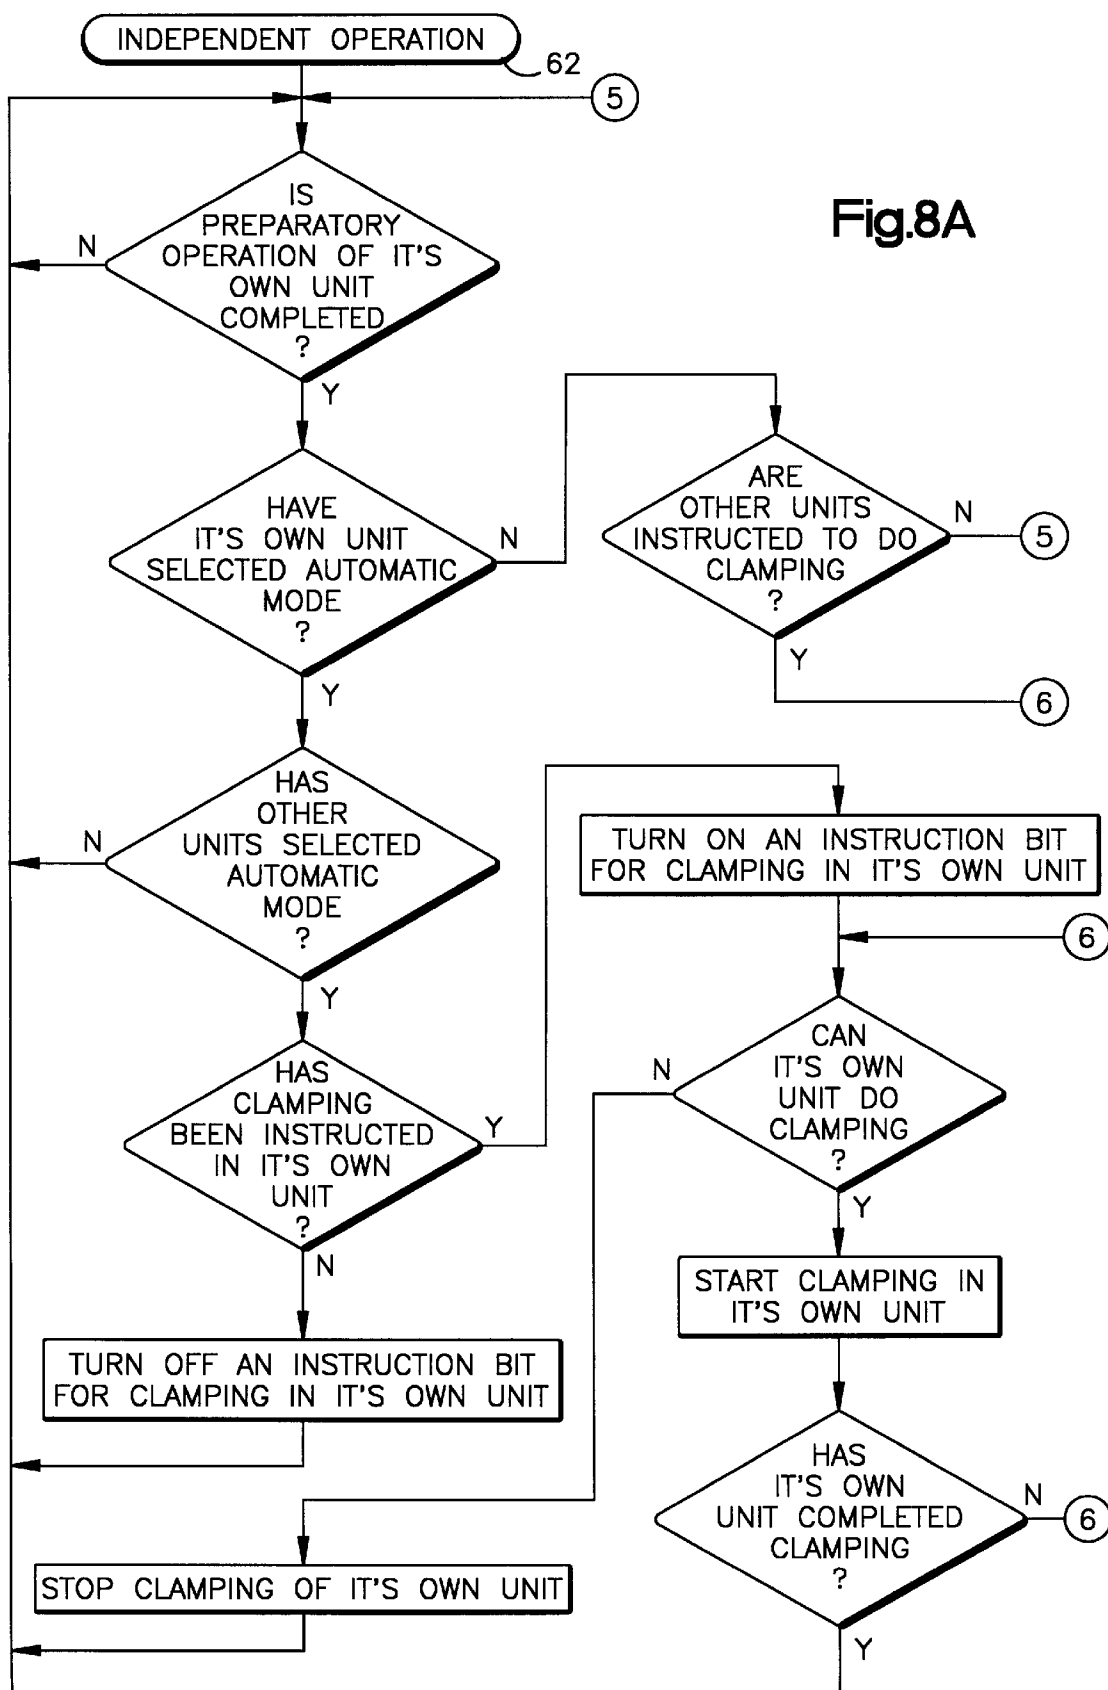 INDEPENDENT OPERATION
62
5
Fig.8A
IS
PREPARATORY
OPERATION OF IT'S
OWN UNIT
COMPLETED
?
N
Y
HAVE
IT'S OWN UNIT
SELECTED AUTOMATIC
MODE
?
N
Y
ARE
OTHER UNITS
INSTRUCTED TO DO
CLAMPING
?
N
5
Y
6
HAS
OTHER
UNITS SELECTED
AUTOMATIC
MODE
?
N
Y
TURN ON AN INSTRUCTION BIT
FOR CLAMPING IN IT'S OWN UNIT
6
HAS
CLAMPING
BEEN INSTRUCTED
IN IT'S OWN
UNIT
?
Y
N
CAN
IT'S OWN
UNIT DO
CLAMPING
?
N
Y
START CLAMPING IN
IT'S OWN UNIT
TURN OFF AN INSTRUCTION BIT
FOR CLAMPING IN IT'S OWN UNIT
HAS
IT'S OWN
UNIT COMPLETED
CLAMPING
?
N
6
Y
STOP CLAMPING OF IT'S OWN UNIT